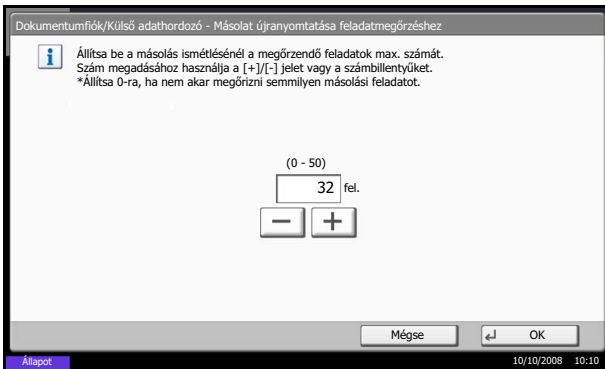 Dokumentumfiók/Külső adathordozó - Másolat újranyomtatása feladatmegőrzéshez
Állítsa be a másolás ismétlésénél a megőrzendő feladatok max. számát.
Szám megadásához használja a [+]/[-] jelet vagy a számbillentyűket.
*Állítsa 0-ra, ha nem akar megőrizni semmilyen másolási feladatot.
(0 - 50)
32 fel.
Mégse OK
Állapot 10/10/2008 10:10